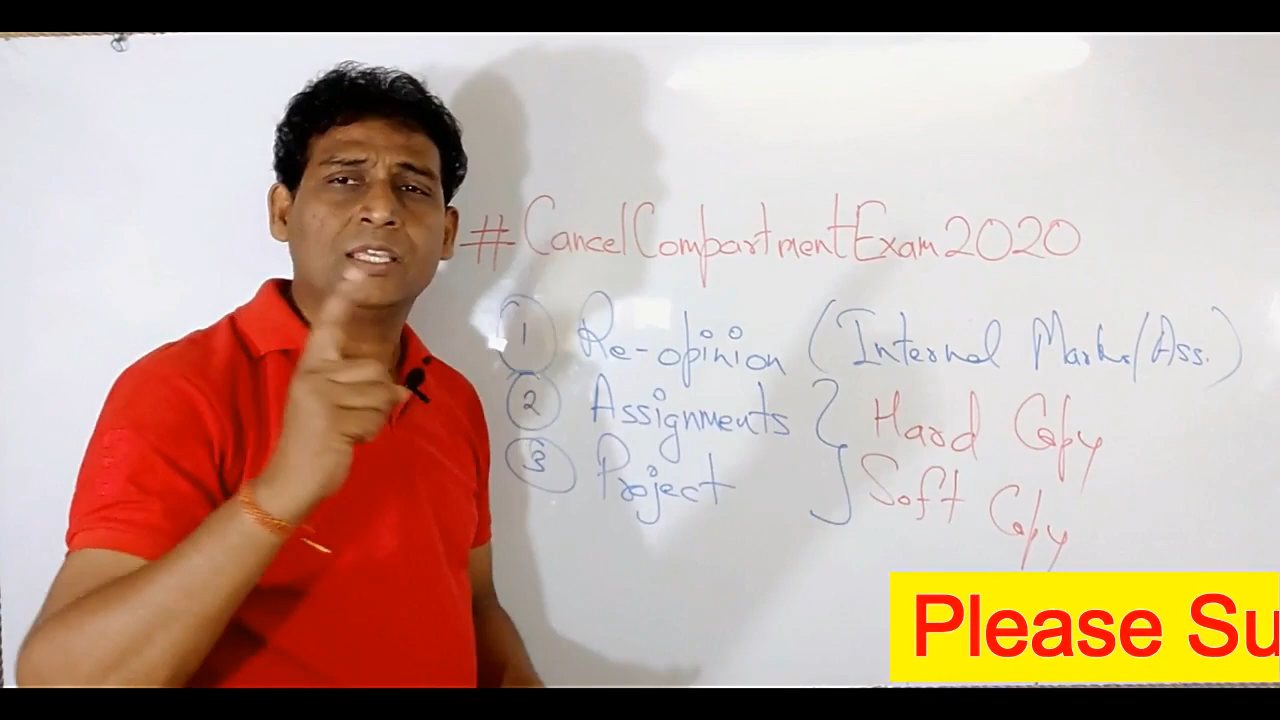 #CancelCompartmentExam2020
1 Re-opinion (Internal Marks/Ass.)
2 Assignments } Hard Copy
3 Project } Soft Copy
Please Su